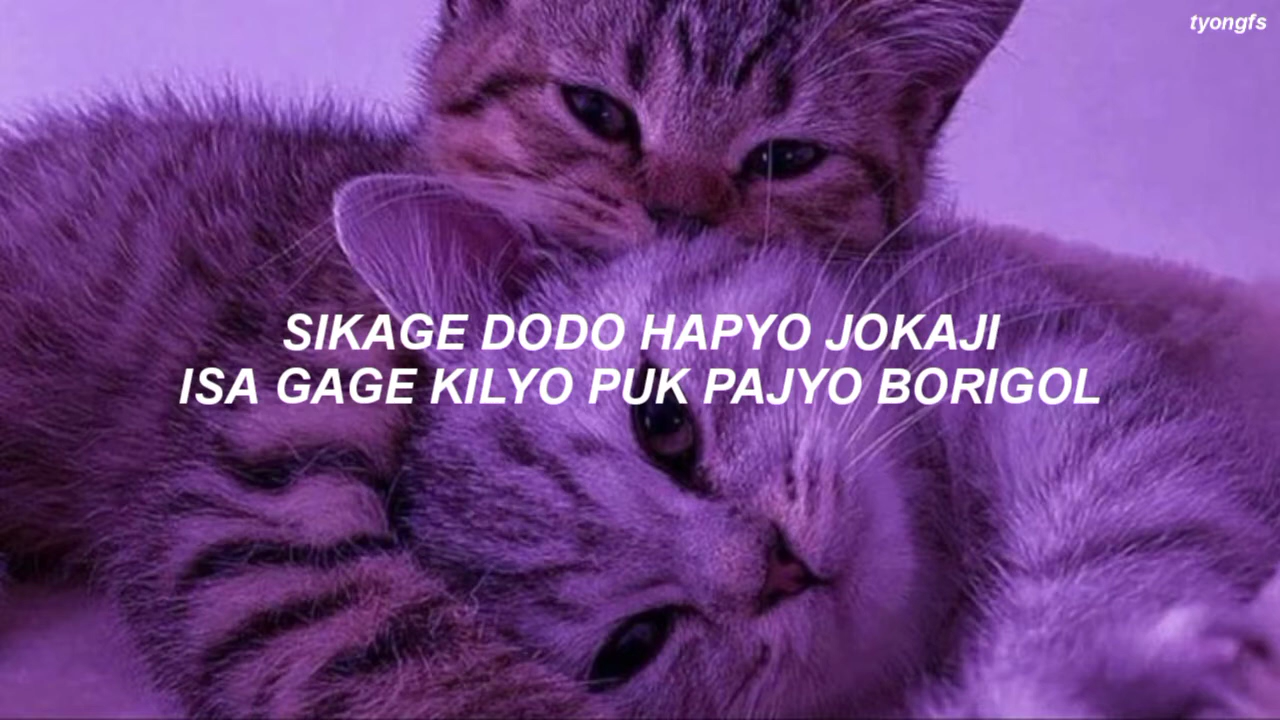 tyongfs
SIKAGE DODO HAPYO JOKAJI
ISA GAGE KILYO PUK PAJYO BORIGOL